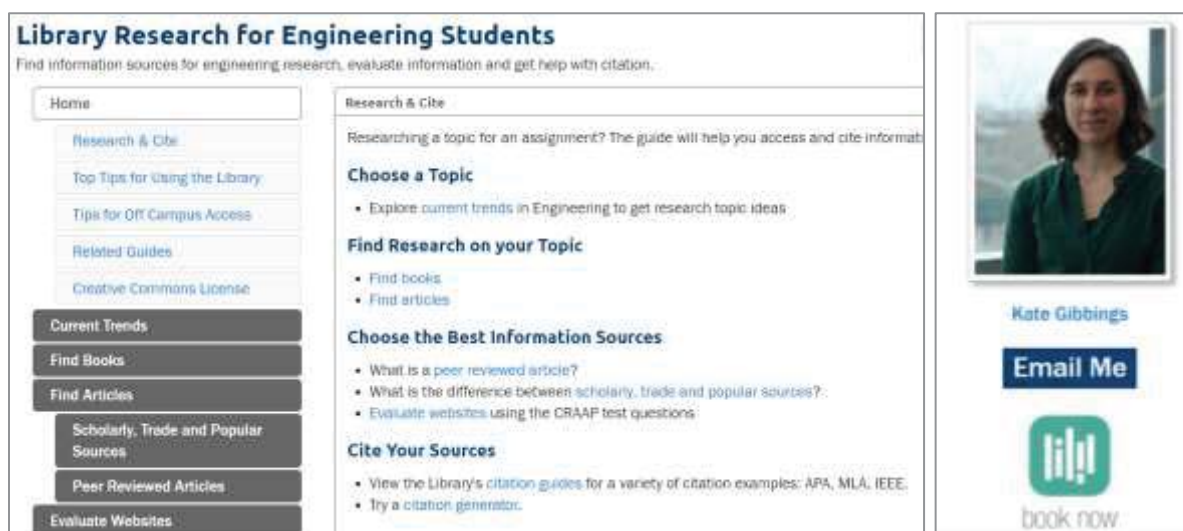 Library Research for Engineering Students
Find information sources for engineering research, evaluate information and get help with citation.
Home
Research & Cite
Top Tips for Using the Library
Tips for Off Campus Access
Related Guides
Creative Commons License
Current Trends
Find Books
Find Articles
Scholarly, Trade and Popular
Sources
Peer Reviewed Articles
Evaluate Websites
Research & Cite
Researching a topic for an assignment? The guide will help you access and cite informat
Choose a Topic
• Explore current trends in Engineering to get research topic ideas
Find Research on your Topic
• Find books
• Find articles
Choose the Best Information Sources
• What is a peer reviewed article?
• What is the difference between scholarly, trade and popular sources?
• Evaluate websites using the CRAAP test questions
Cite Your Sources
• View the Library's citation guides for a variety of citation examples: APA, MLA, IEEE.
• Try a citation generator.
Kate Gibbings
Email Me
book now